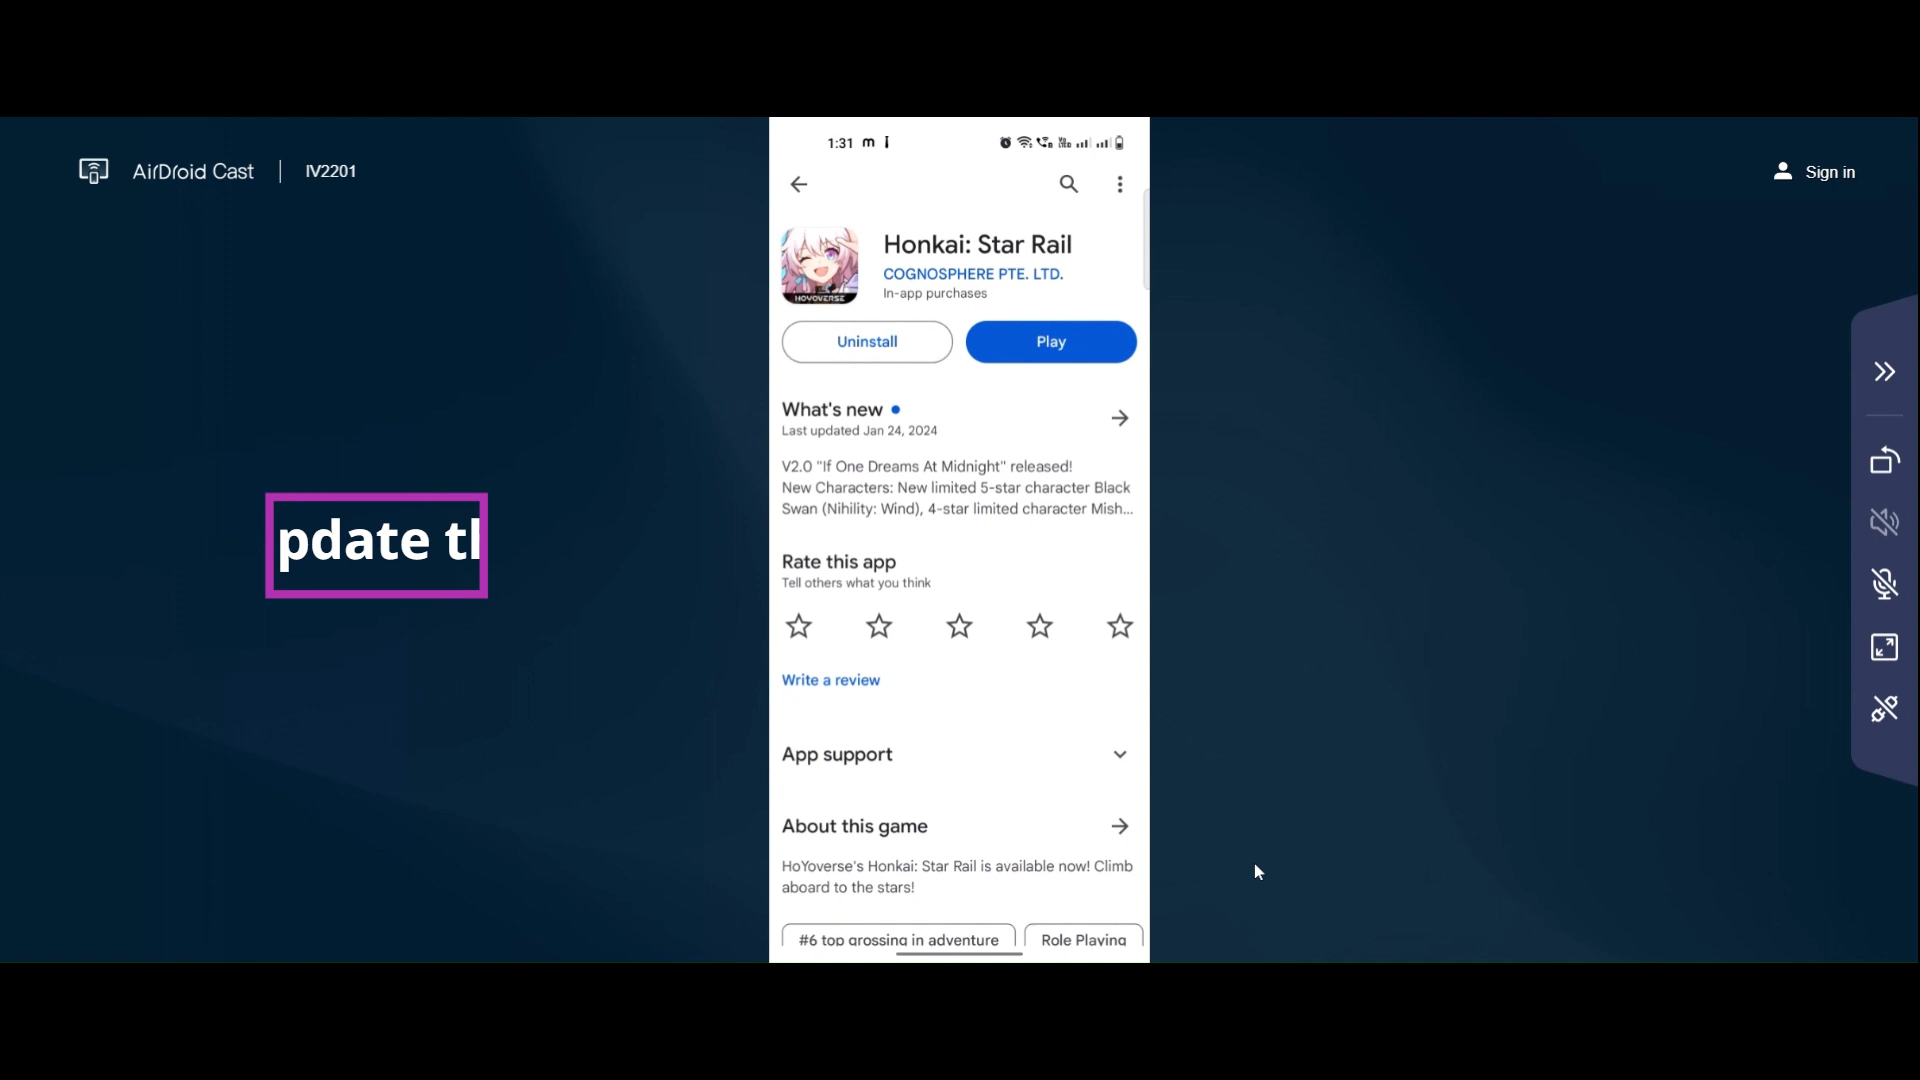 1:31 m
AirDroid Cast
IV2201
Sign in
Honkai: Star Rail
COGNOSPHERE PTE. LTD.
In-app purchases
HOYOVERSE
Uninstall
Play
What's new
Last updated Jan 24, 2024
V2.0 "If One Dreams At Midnight" released!
New Characters: New limited 5-star character Black
Swan (Nihility: Wind), 4-star limited character Mish...
pdate th
Rate this app
Tell others what you think
Write a review
App support
About this game
HoYoverse's Honkai: Star Rail is available now! Climb
aboard to the stars!
#6 top grossing in adventure
Role Playing